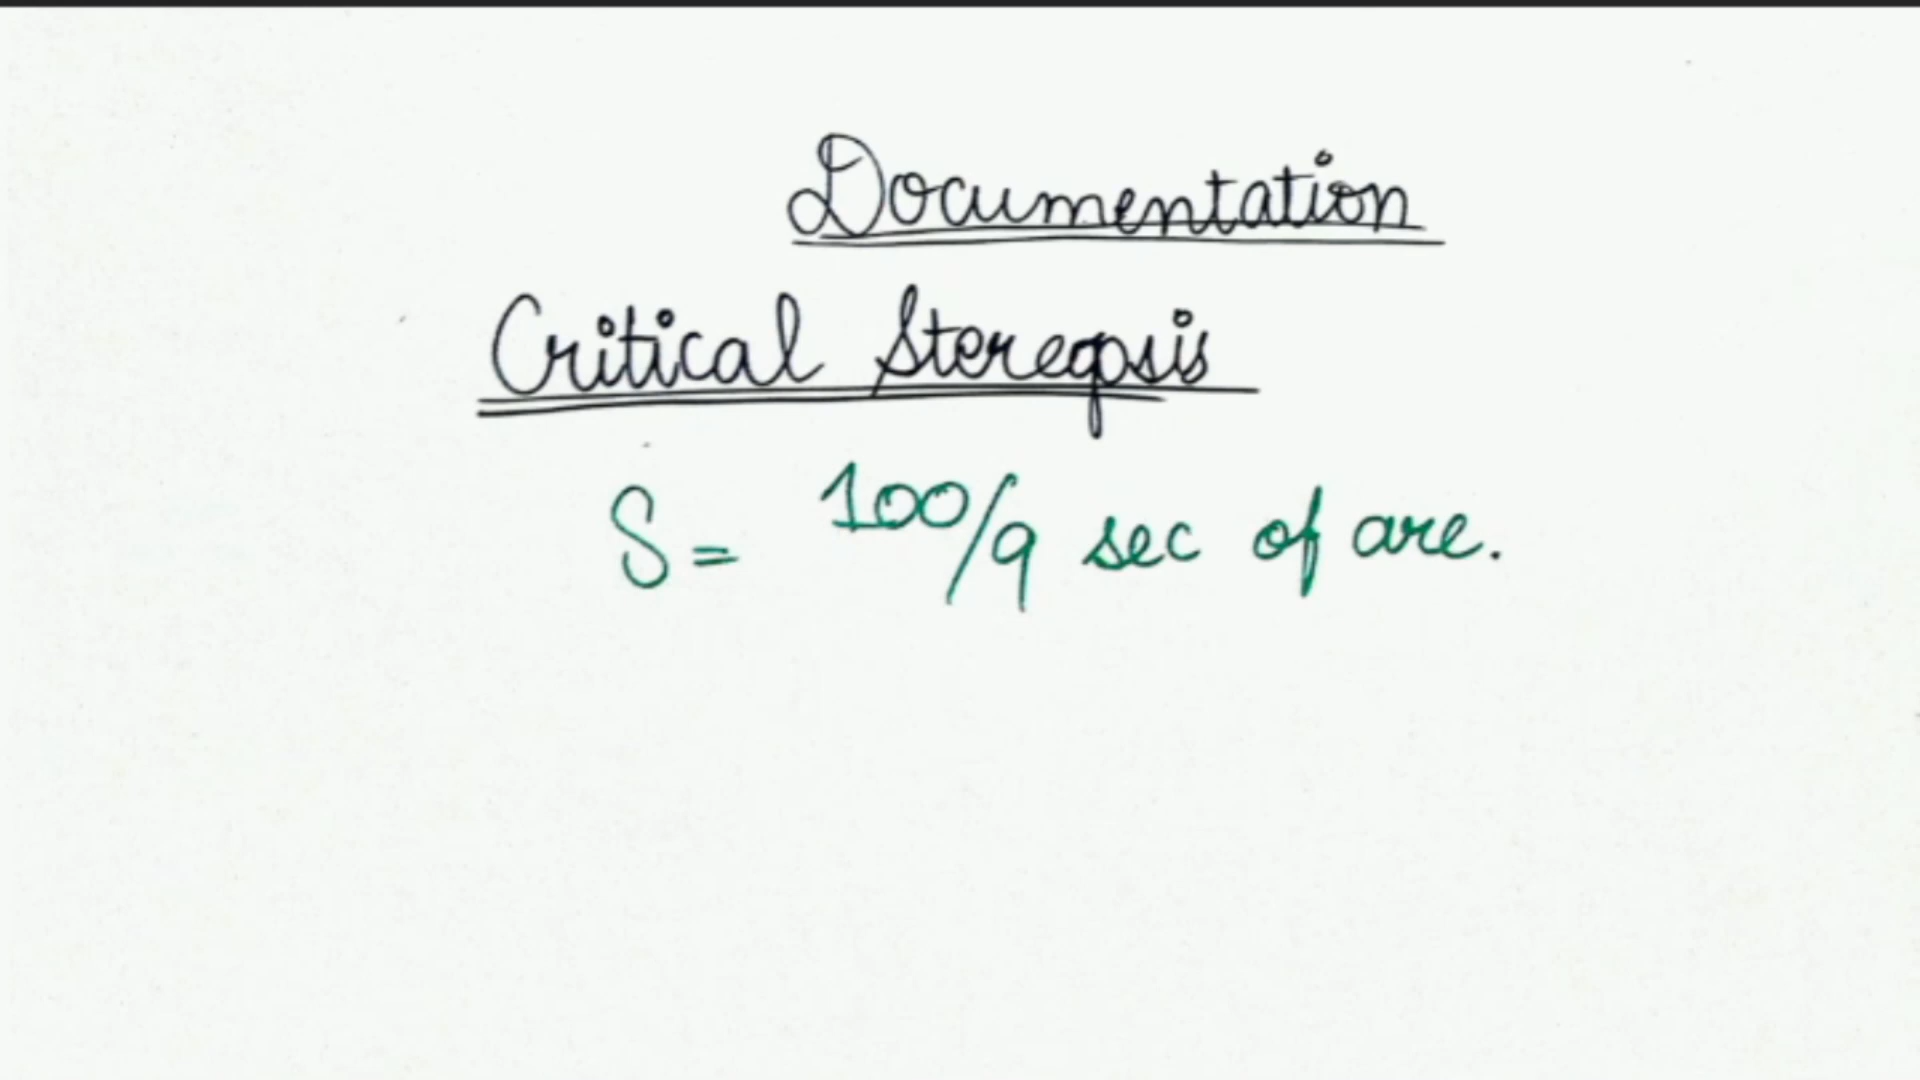 Documentation
Critical Stereopsis
S = 100/9 sec of arc.